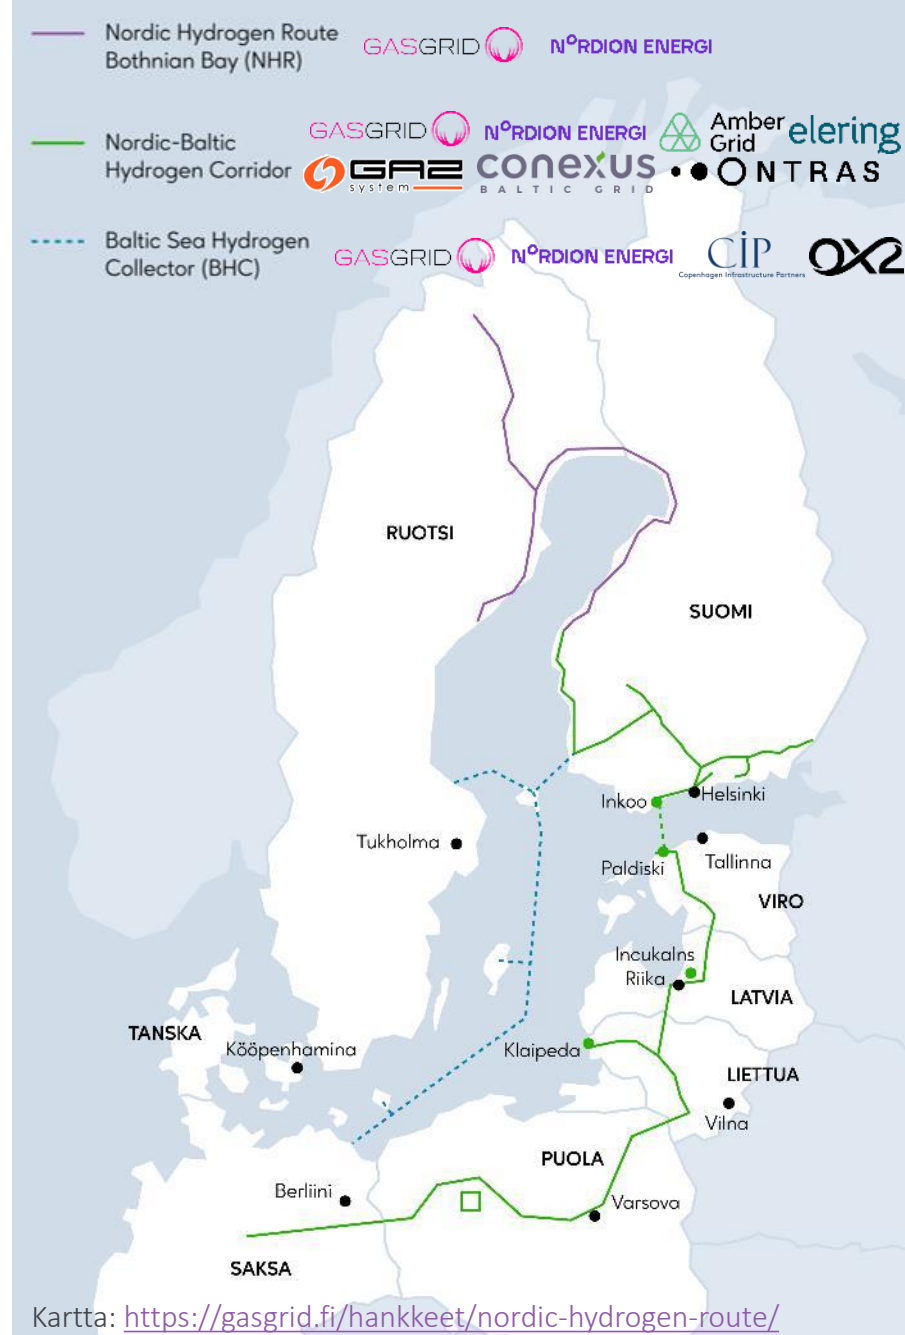 Nordic Hydrogen Route
Bothnian Bay (NHR)
GASGRID
NORDION ENERGI
Nordic-Baltic
Hydrogen Corridor
GASGRID
NORDION ENERGI
Amber
Grid
elering
GAZ
system
conexus
BALTIC GRID
ONTRAS
Baltic Sea Hydrogen
Collector (BHC)
GASGRID
NORDION ENERGI
CIP
Copenhagen Infrastructure Partners
OX2
RUOTSI
SUOMI
Inkoo
Helsinki
Tukholma
Paldiski
Tallinna
VIRO
Incukalns
Riika
LATVIA
TANSKA
Kööpenhamina
Klaipeda
LIETTUA
Vilna
PUOLA
Berliini
Varsova
SAKSA
Kartta: https://gasgrid.fi/hankkeet/nordic-hydrogen-route/